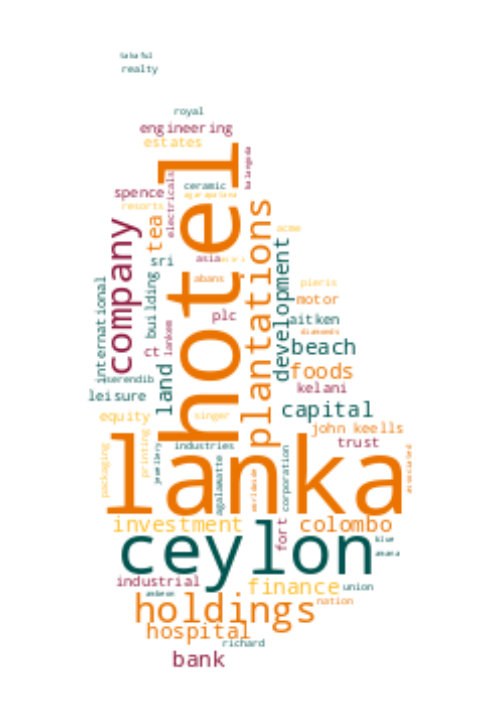 takaful
realty
royal
engineering
estates
hotel
balangoda
ceramic
spence
agarapatana
resorts
electricals
plantations
tea
company
acme
development
sri
asia
abans
building
international
pieris
motor
plc
aitken
diamonds
lankem
ct
beach
serendib
land
foods
kelani
leisure
capital
equity
singer
john keells
trust
industries
printing
jewellery
packaging
lanka
agalawatte
corporation
associated
investment
fort
colombo
ceylon
blue
amana
industrial
finance
union
holdings
nation
hospital
richard
bank